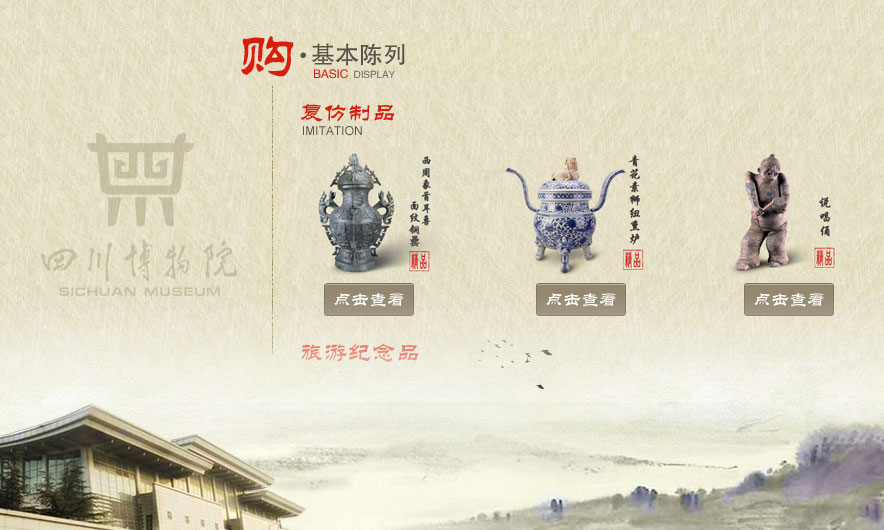 购·基本陈列
BASIC DISPLAY
复仿制品
IMITATION
四川博物院
SICHUAN MUSEUM
西周象首耳兽
面纹铜罍
精品
点击查看
青花素狮纽熏炉
精品
点击查看
说唱俑
精品
点击查看
旅游纪念品